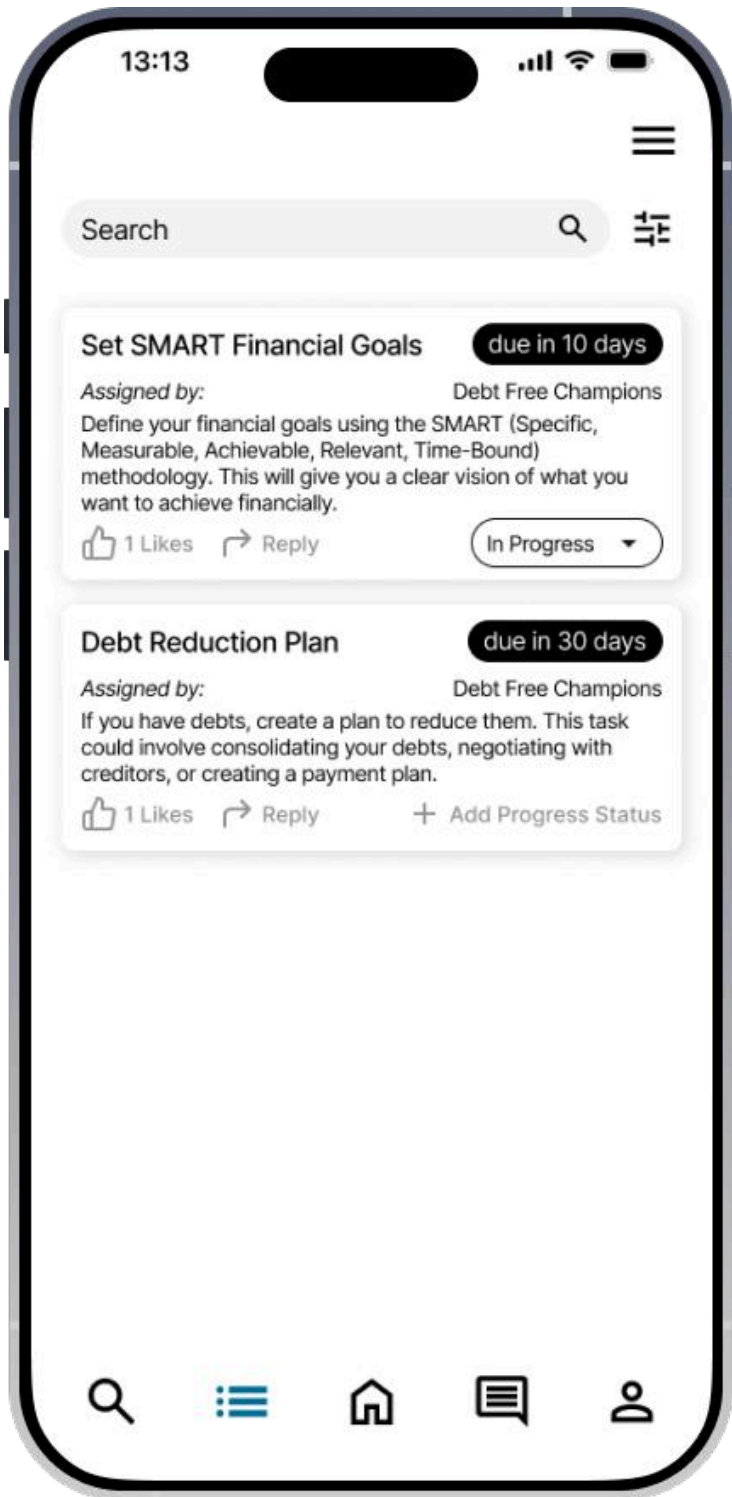 13:13
Search
Set SMART Financial Goals
due in 10 days
Assigned by:
Debt Free Champions
Define your financial goals using the SMART (Specific,
Measurable, Achievable, Relevant, Time-Bound)
methodology. This will give you a clear vision of what you
want to achieve financially.
1 Likes
Reply
In Progress
Debt Reduction Plan
due in 30 days
Assigned by:
Debt Free Champions
If you have debts, create a plan to reduce them. This task
could involve consolidating your debts, negotiating with
creditors, or creating a payment plan.
1 Likes
Reply
Add Progress Status